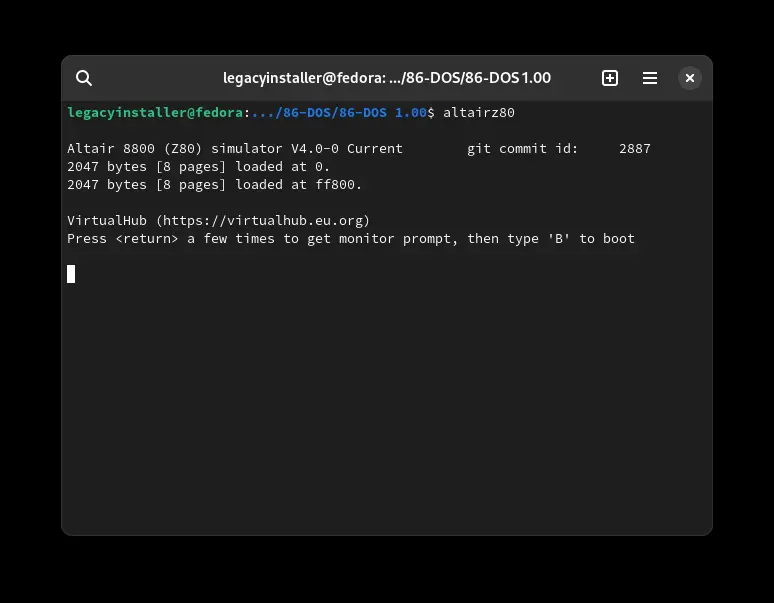 legacyinstaller@fedora: .../86-DOS/86-DOS 1.00
legacyinstaller@fedora:.../86-DOS/86-DOS 1.00$ altairz80
Altair 8800 (Z80) simulator V4.0-0 Current        git commit id:     2887
2047 bytes [8 pages] loaded at 0.
2047 bytes [8 pages] loaded at ff800.
VirtualHub (https://virtualhub.eu.org)
Press <return> a few times to get monitor prompt, then type 'B' to boot